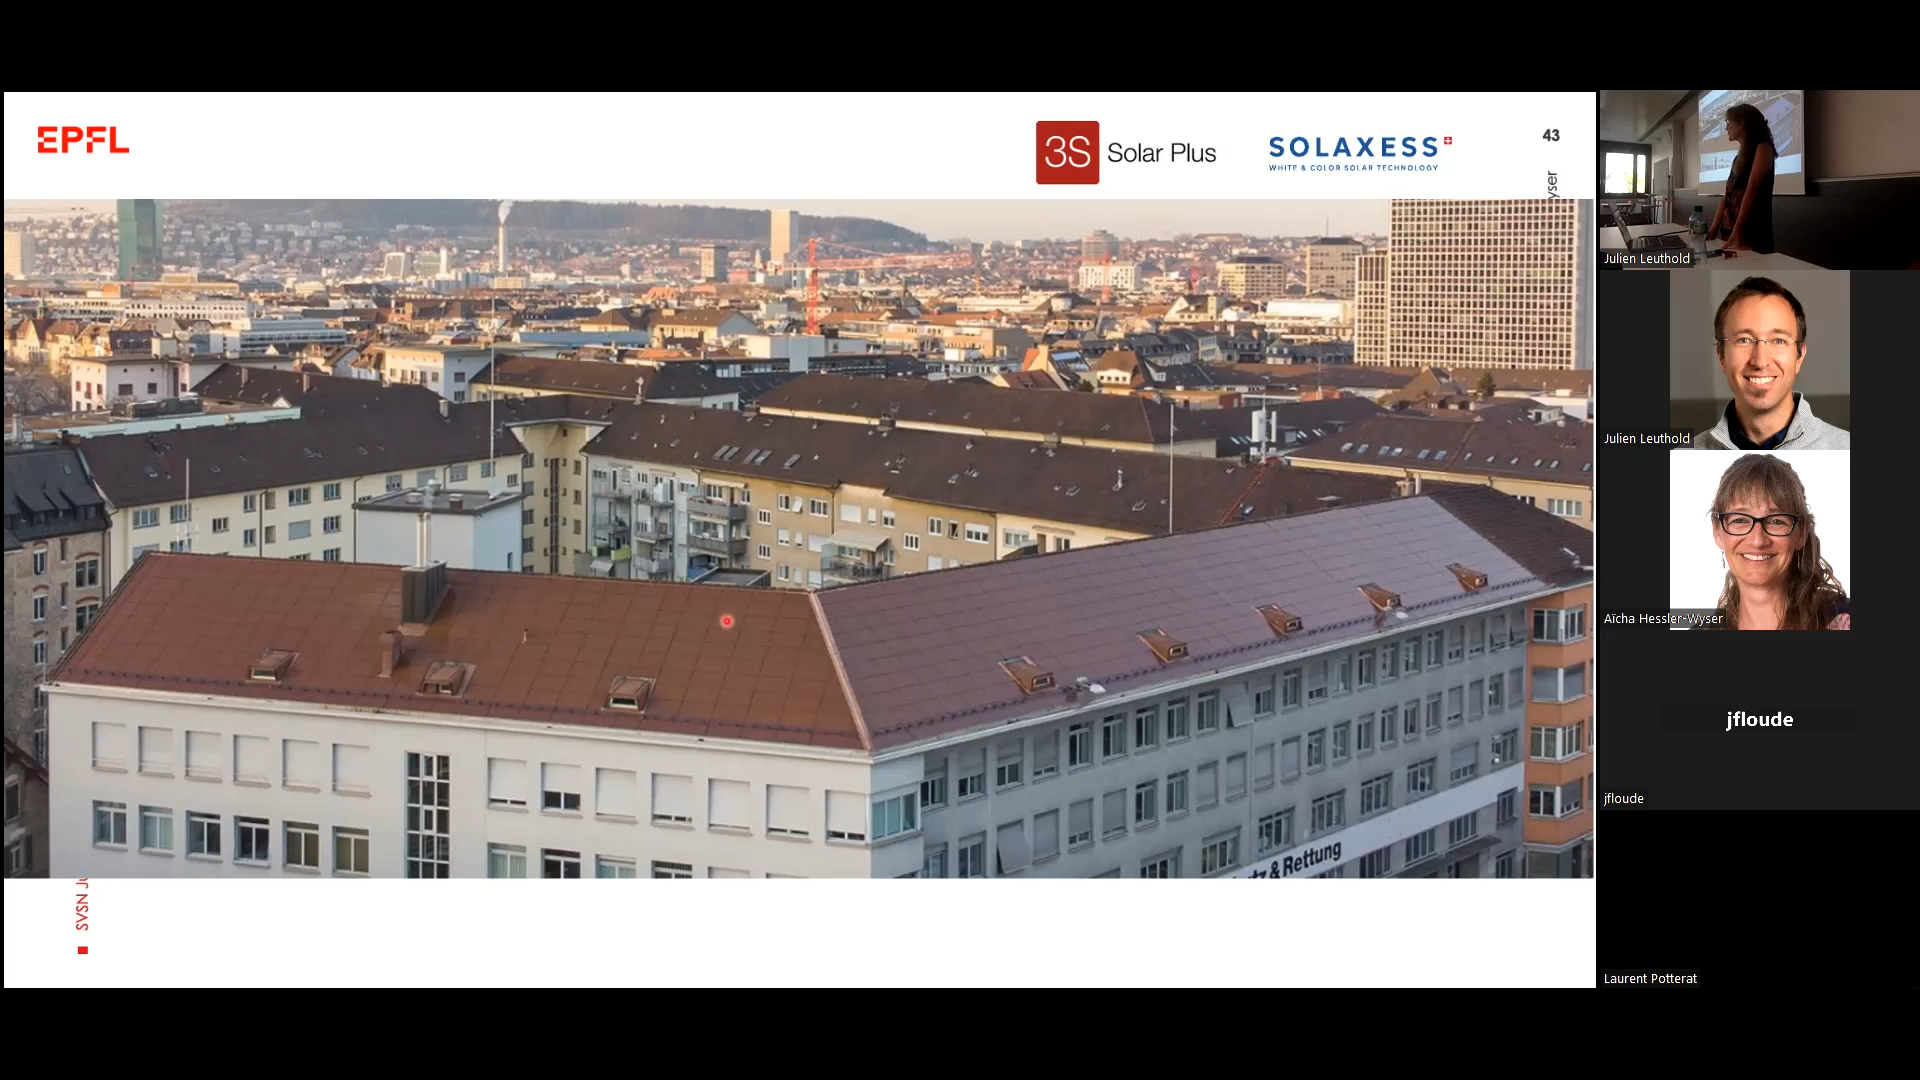 EPFL
3S Solar Plus
SOLAXESS
WHITE & COLOR SOLAR TECHNOLOGY
43
yser
& Rettung
SVSN
Julien Leuthold
Julien Leuthold
Aïcha Hessler-Wyser
jfloude
jfloude
Laurent Potterat